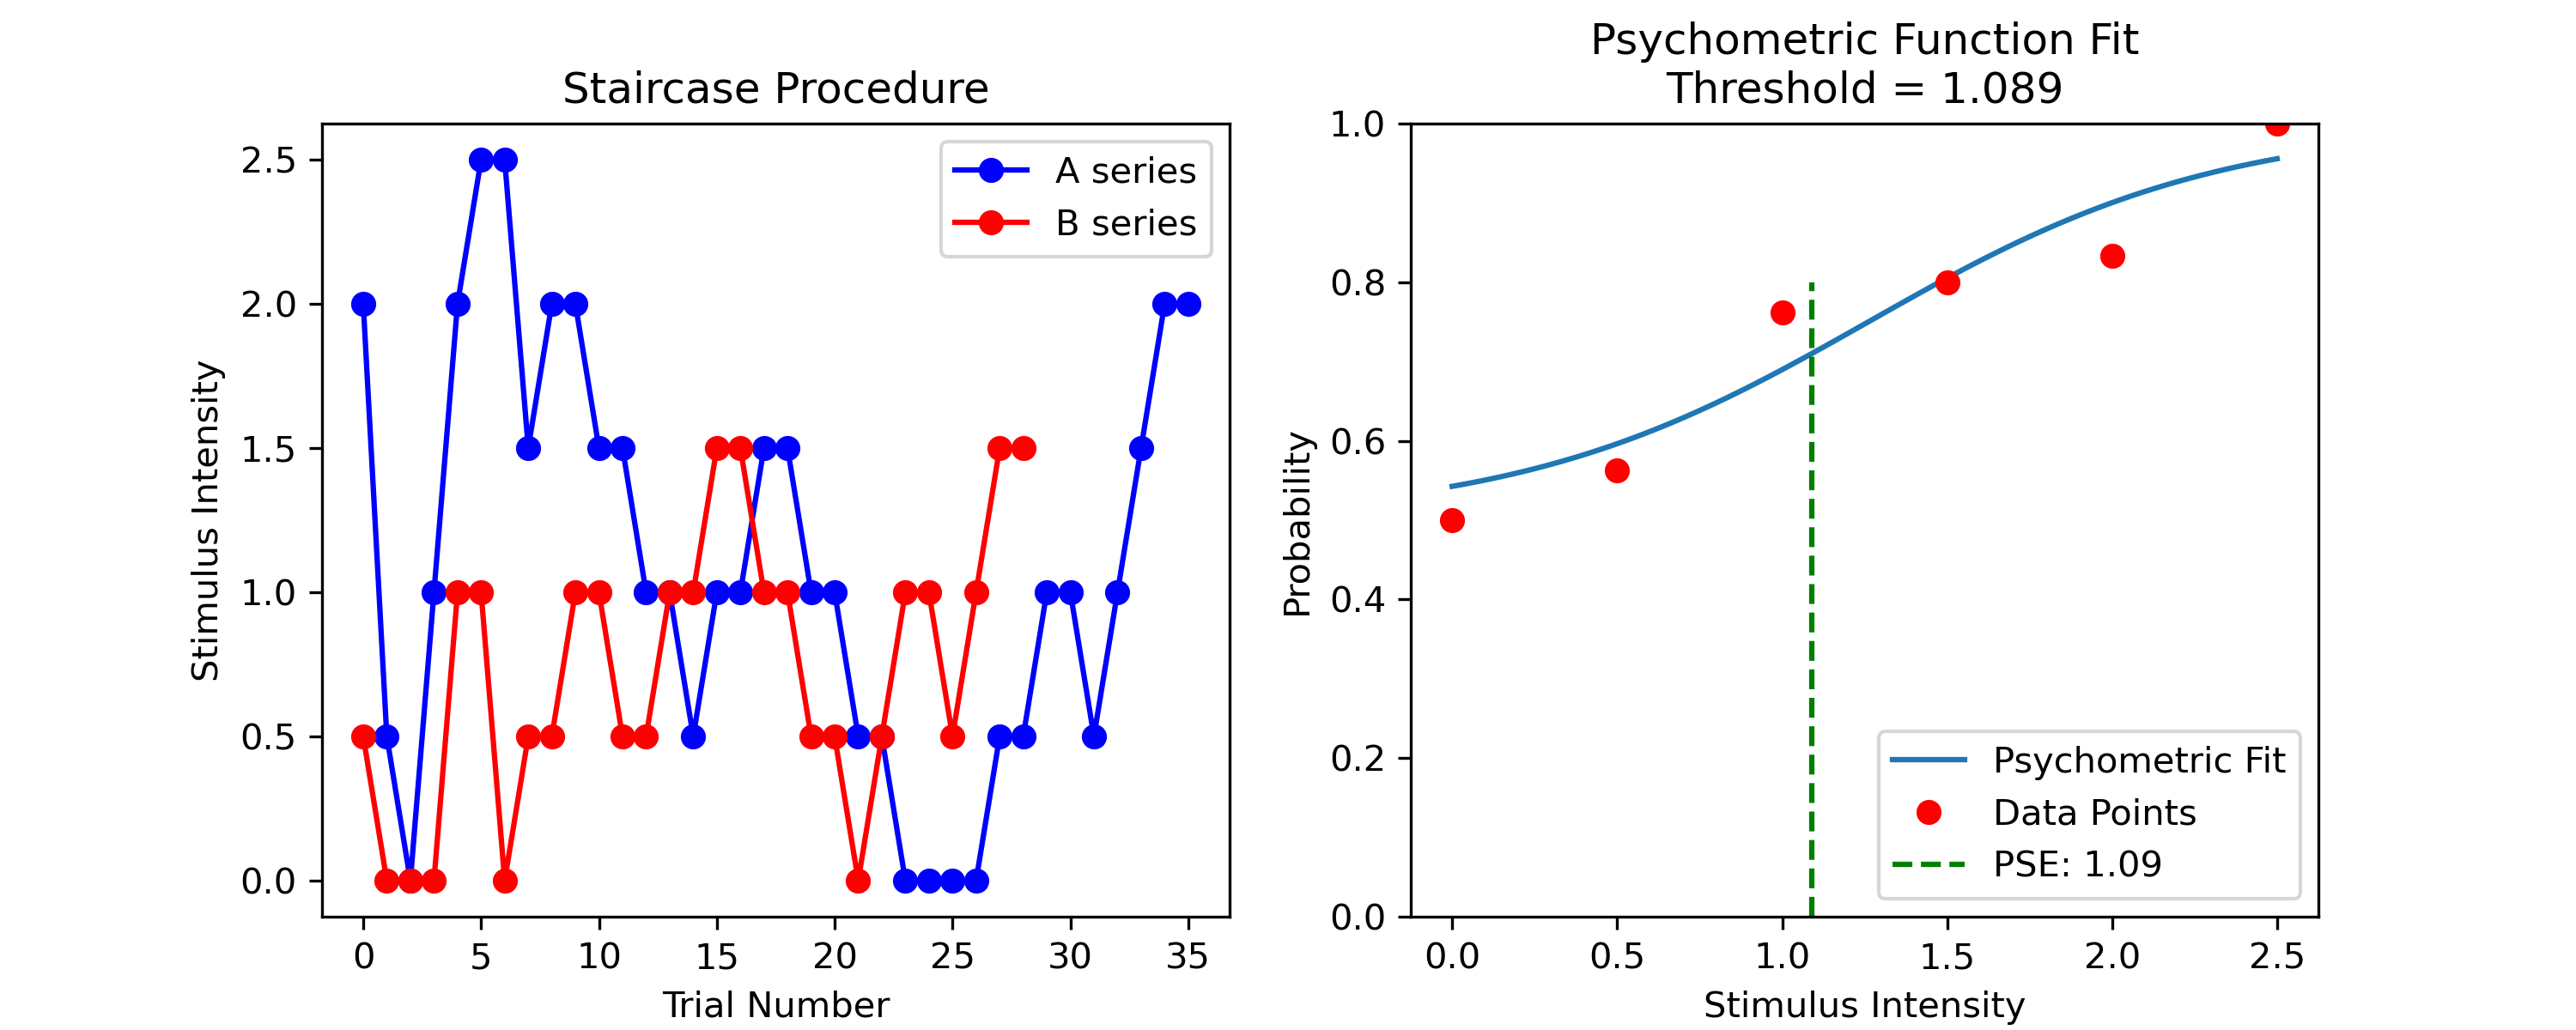 Staircase Procedure
Stimulus Intensity
2.5
2.0
1.5
1.0
0.5
0.0
0 5 10 15 20 25 30 35
Trial Number
A series
B series
Psychometric Function Fit
Threshold = 1.089
Probability
1.0
0.8
0.6
0.4
0.2
0.0
0.0 0.5 1.0 1.5 2.0 2.5
Stimulus Intensity
Psychometric Fit
Data Points
PSE: 1.09